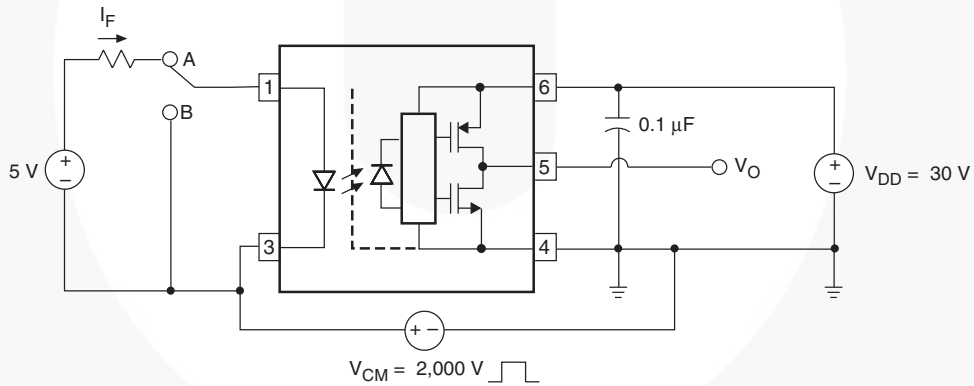 I_F
A
B
5 V
+
−
1
3
6
5
4
0.1 µF
V_O
+
−
V_DD = 30 V
+ −
V_CM = 2,000 V